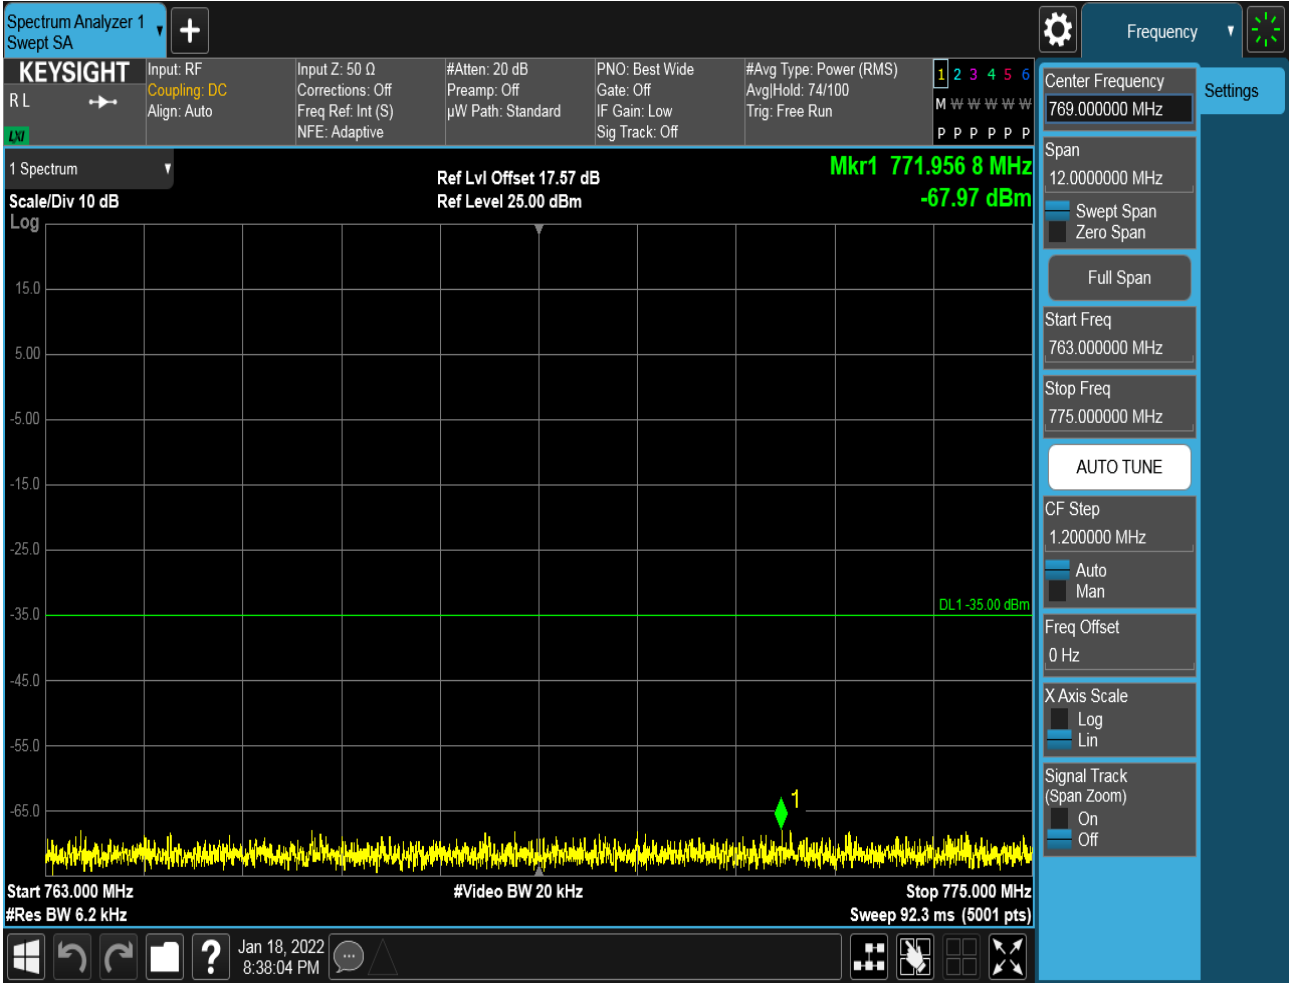 Spectrum Analyzer 1
Swept SA
Frequency
KEYSIGHT
R L
LXI
Input: RF
Coupling: DC
Align: Auto
Input Z: 50 Ω
Corrections: Off
Freq Ref: Int (S)
NFE: Adaptive
#Atten: 20 dB
Preamp: Off
µW Path: Standard
PNO: Best Wide
Gate: Off
IF Gain: Low
Sig Track: Off
#Avg Type: Power (RMS)
Avg|Hold: 74/100
Trig: Free Run
1 2 3 4 5 6
M W W W W W
P P P P P P
1 Spectrum
Scale/Div 10 dB
Log
Ref Lvl Offset 17.57 dB
Ref Level 25.00 dBm
Mkr1 771.956 8 MHz
-67.97 dBm
15.0
5.00
-5.00
-15.0
-25.0
-35.0
DL1 -35.00 dBm
-45.0
-55.0
-65.0
1
Start 763.000 MHz
#Video BW 20 kHz
Stop 775.000 MHz
#Res BW 6.2 kHz
Sweep 92.3 ms (5001 pts)
Jan 18, 2022
8:38:04 PM
Center Frequency
769.000000 MHz
Settings
Span
12.0000000 MHz
Swept Span
Zero Span
Full Span
Start Freq
763.000000 MHz
Stop Freq
775.000000 MHz
AUTO TUNE
CF Step
1.200000 MHz
Auto
Man
Freq Offset
0 Hz
X Axis Scale
Log
Lin
Signal Track
(Span Zoom)
On
Off